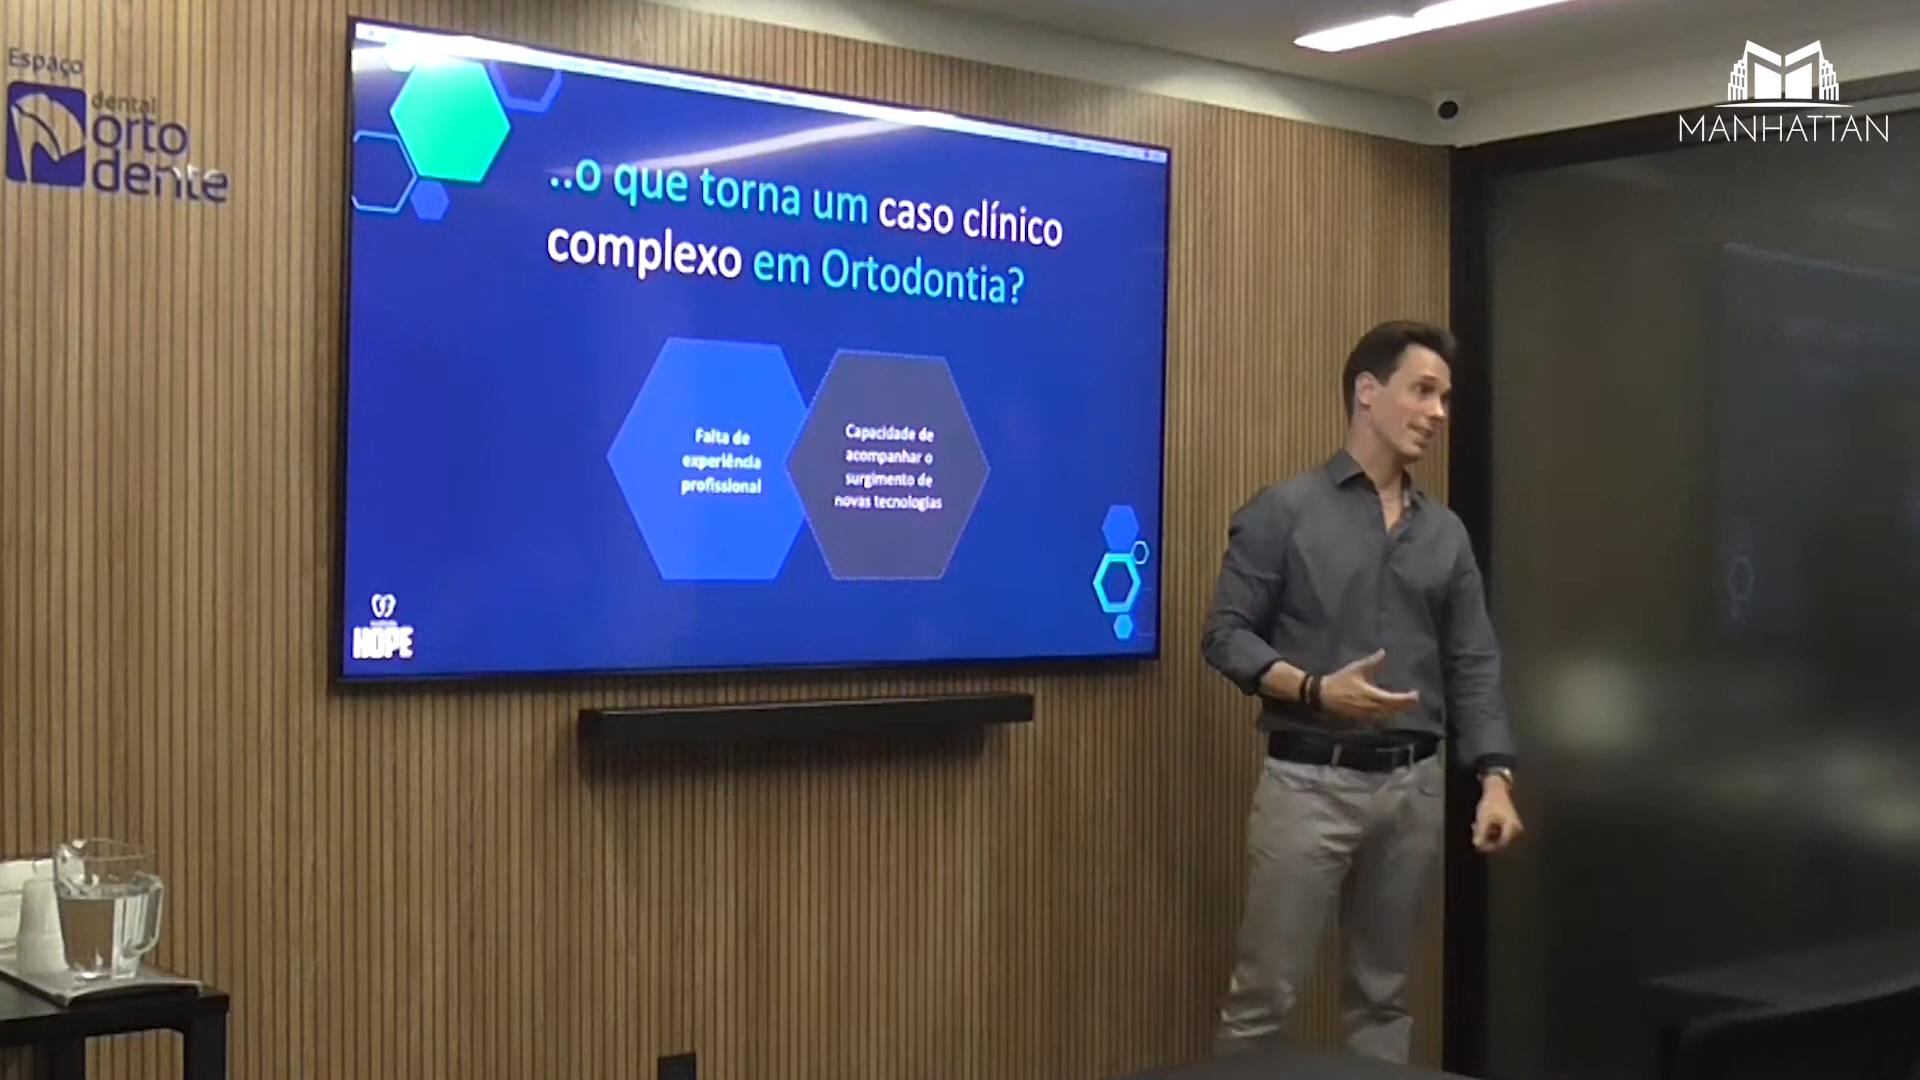 Espaço
dental
orto
dente
MANHATTAN
..o que torna um caso clínico
complexo em Ortodontia?
Falta de
experiência
profissional
Capacidade de
acompanhar o
surgimento de
novas tecnologias
HOPE